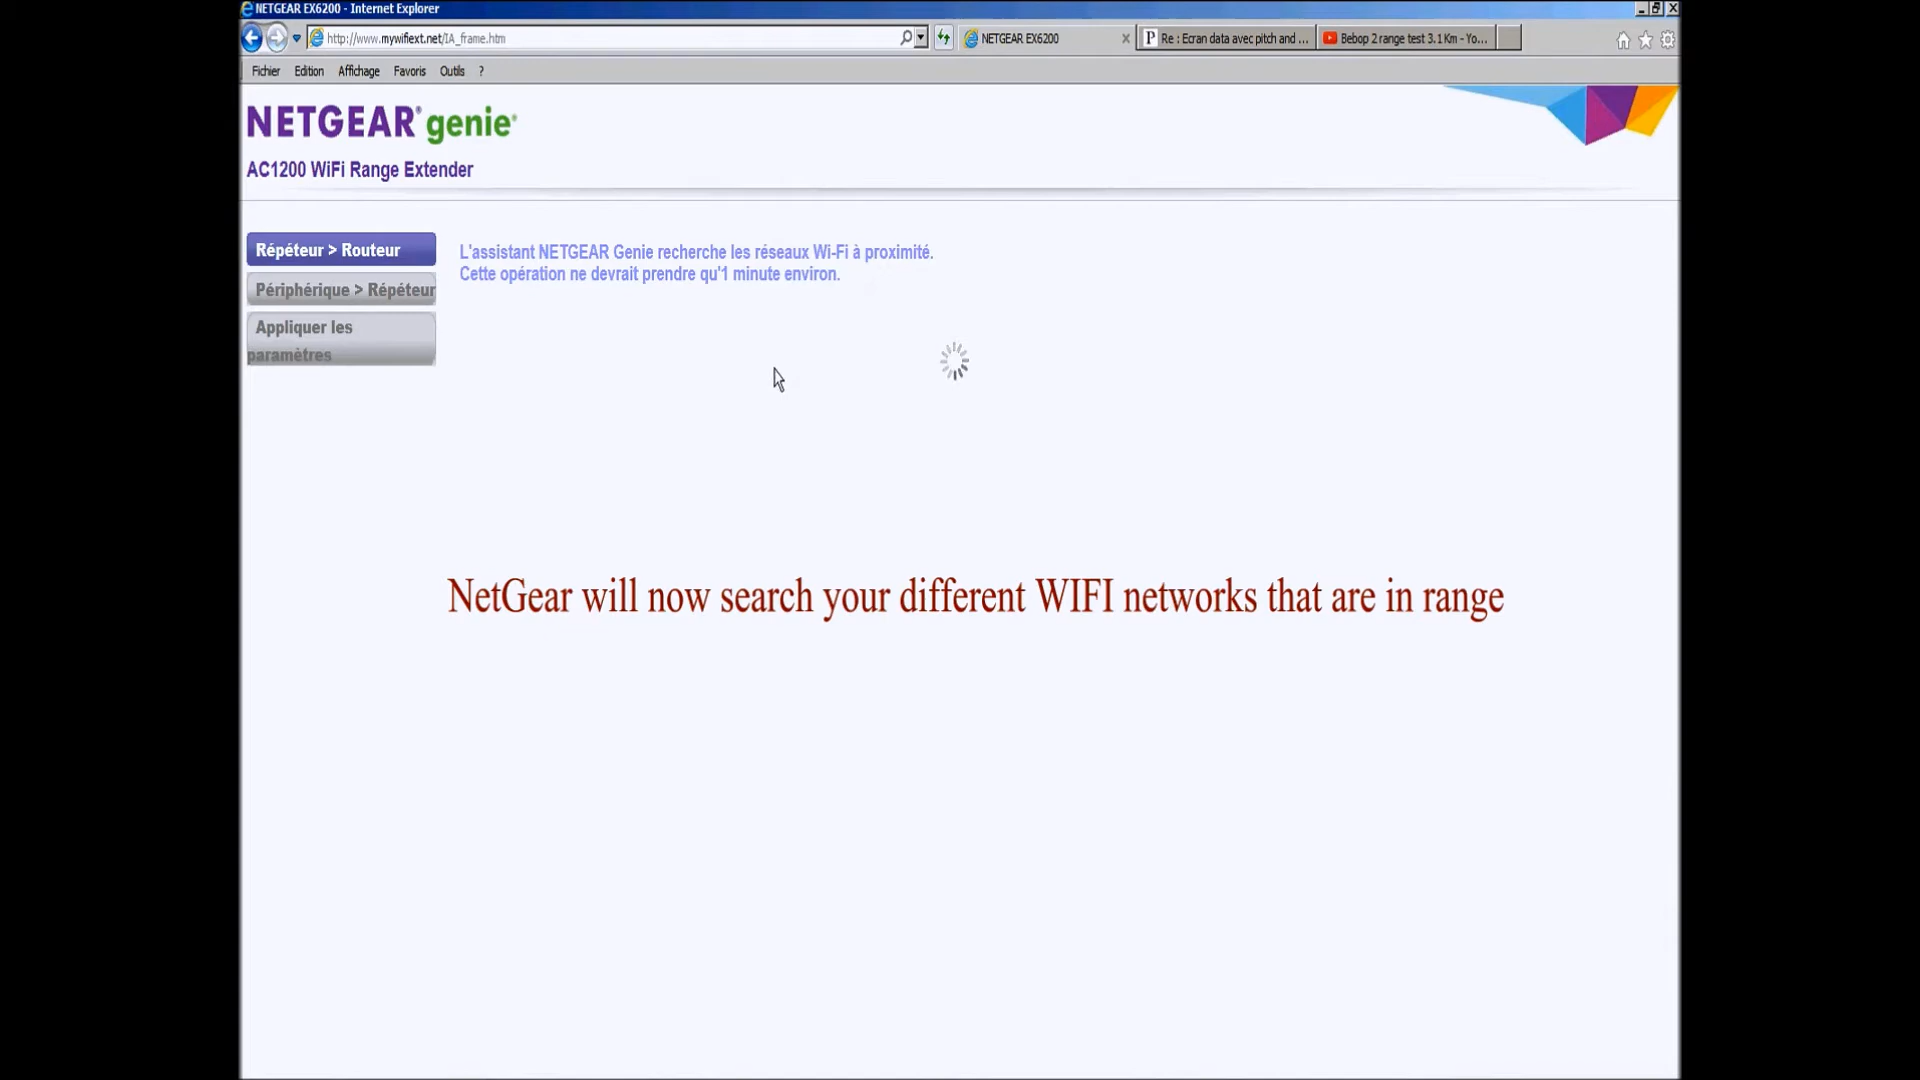 NETGEAR EX6200 - Internet Explorer
http://www.mywifiext.net/IA_frame.htm
NETGEAR EX6200
Re : Ecran data avec pitch and ...
Bebop 2 range test 3.1 Km - Yo...
Fichier Edition Affichage Favoris Outils ?
NETGEAR® genie®
AC1200 WiFi Range Extender
Répéteur > Routeur
Périphérique > Répéteur
Appliquer les
paramètres
L'assistant NETGEAR Genie recherche les réseaux Wi-Fi à proximité.
Cette opération ne devrait prendre qu'1 minute environ.
NetGear will now search your different WIFI networks that are in range